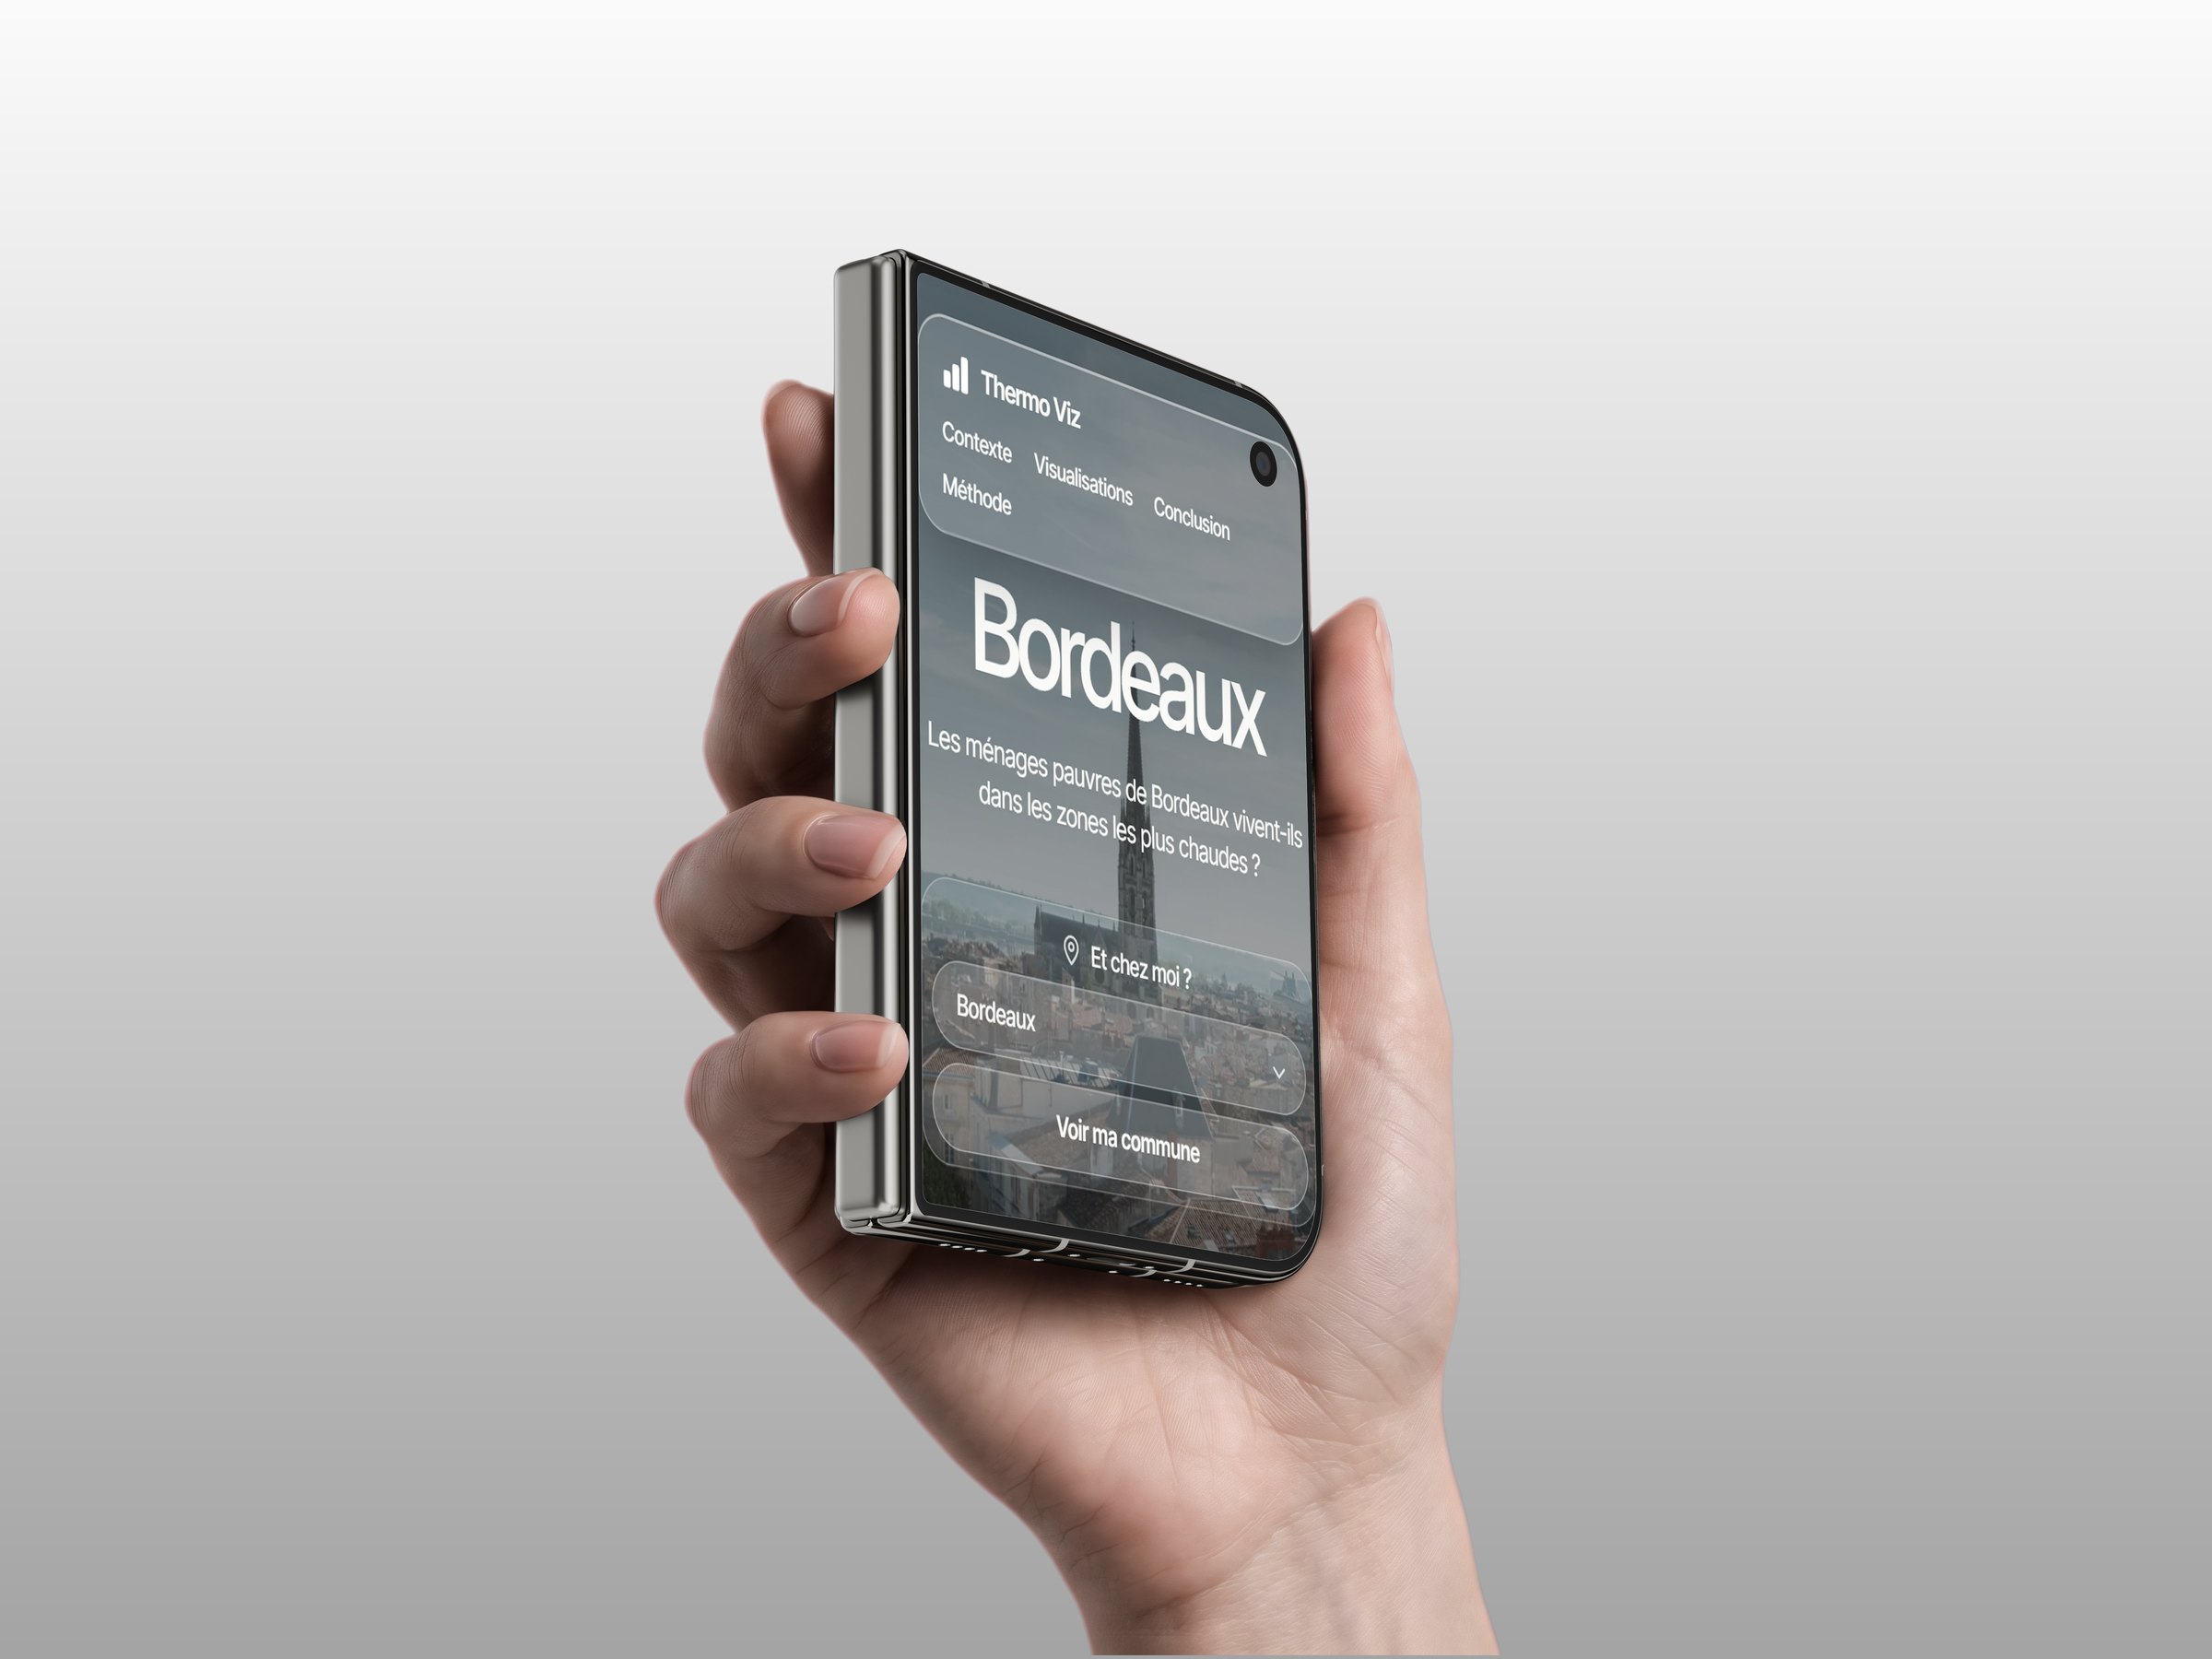 Thermo Viz
Contexte Visualisations Conclusion
Méthode
Bordeaux
Les ménages pauvres de Bordeaux vivent-ils
dans les zones les plus chaudes ?
Et chez moi ?
Bordeaux
Voir ma commune